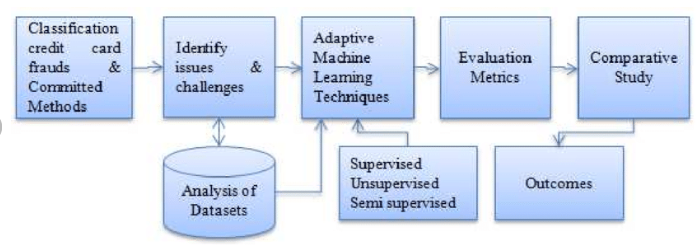 Classification
credit card
frauds &
Committed
Methods
Identify
issues &
challenges
Adaptive
Machine
Learning
Techniques
Evaluation
Metrics
Comparative
Study
Analysis of
Datasets
Supervised
Unsupervised
Semi supervised
Outcomes